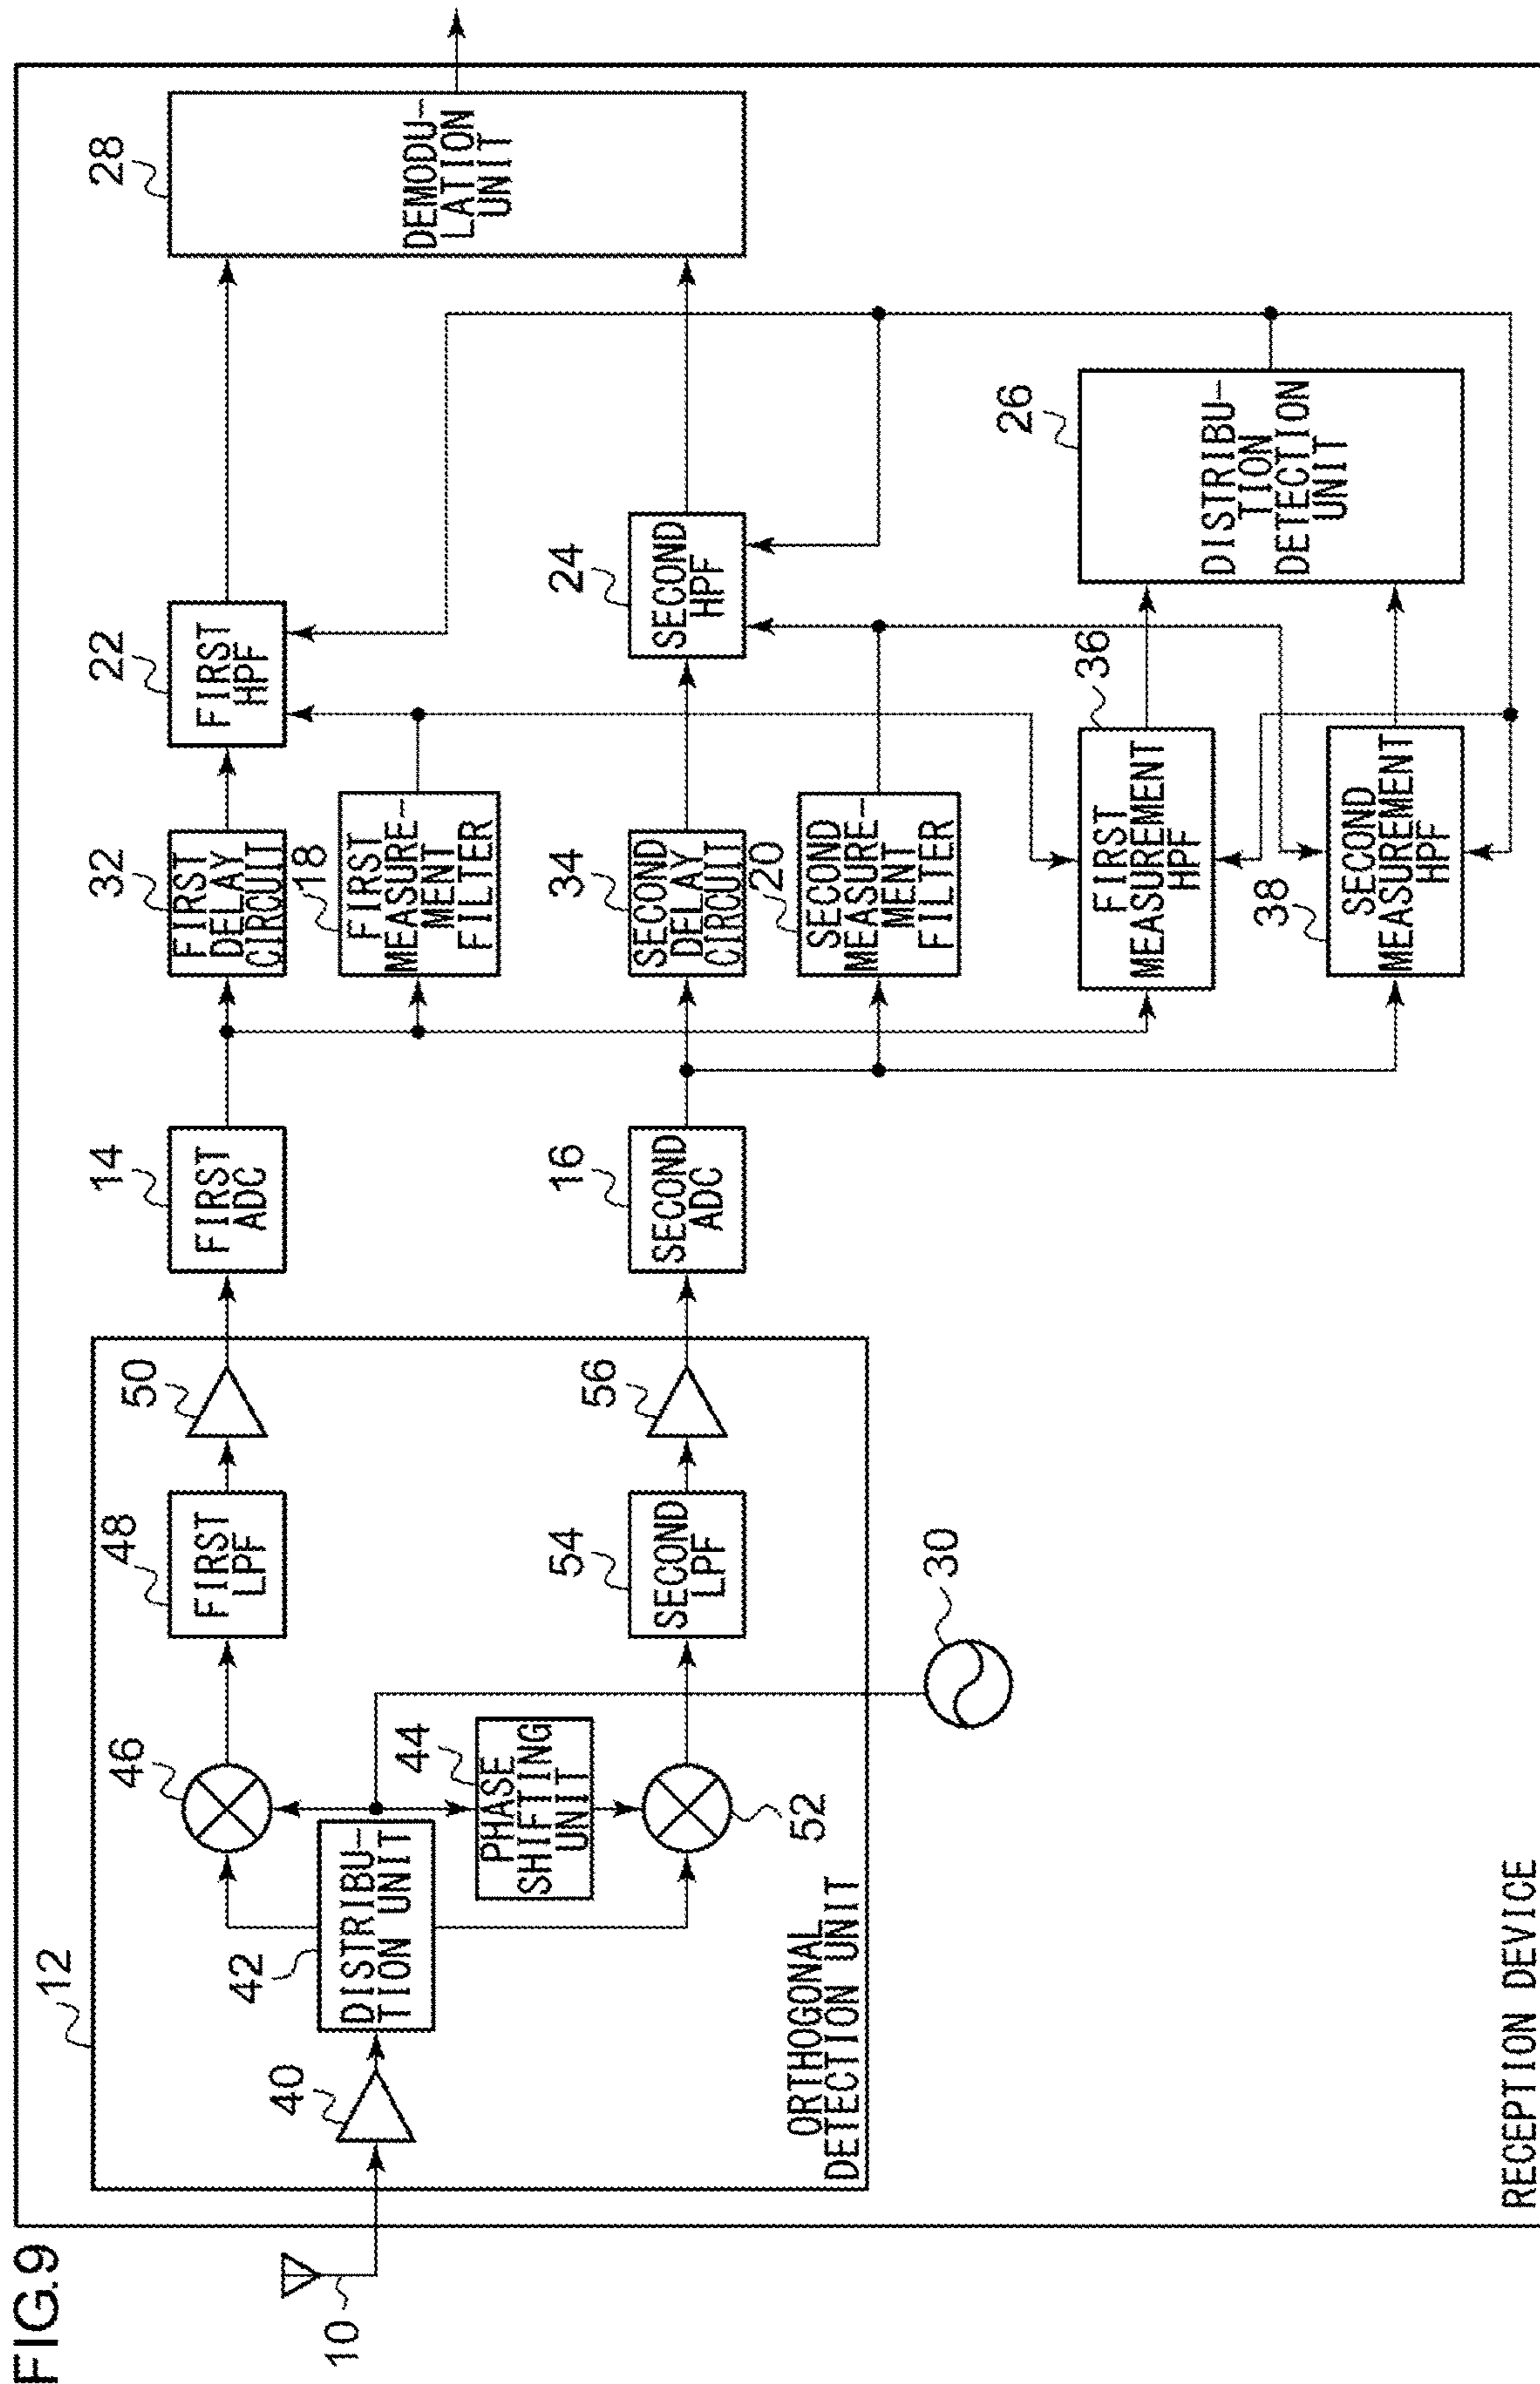 FIG.9
10
12
40
42
DISTRIBU-
TION UNIT
44
PHASE
SHIFTING
UNIT
46
52
48
FIRST
LPF
54
SECOND
LPF
50
56
30
ORTHOGONAL
DETECTION UNIT
14
FIRST
ADC
16
SECOND
ADC
32
FIRST
DELAY
CIRCUIT
18
FIRST
MEASURE-
MENT
FILTER
34
SECOND
DELAY
CIRCUIT
20
SECOND
MEASURE-
MENT
FILTER
22
FIRST
HPF
24
SECOND
HPF
36
FIRST
MEASUREMENT
HPF
38
SECOND
MEASUREMENT
HPF
26
DISTRIBU-
TION
DETECTION
UNIT
28
DEMODU-
LATION
UNIT
RECEPTION DEVICE